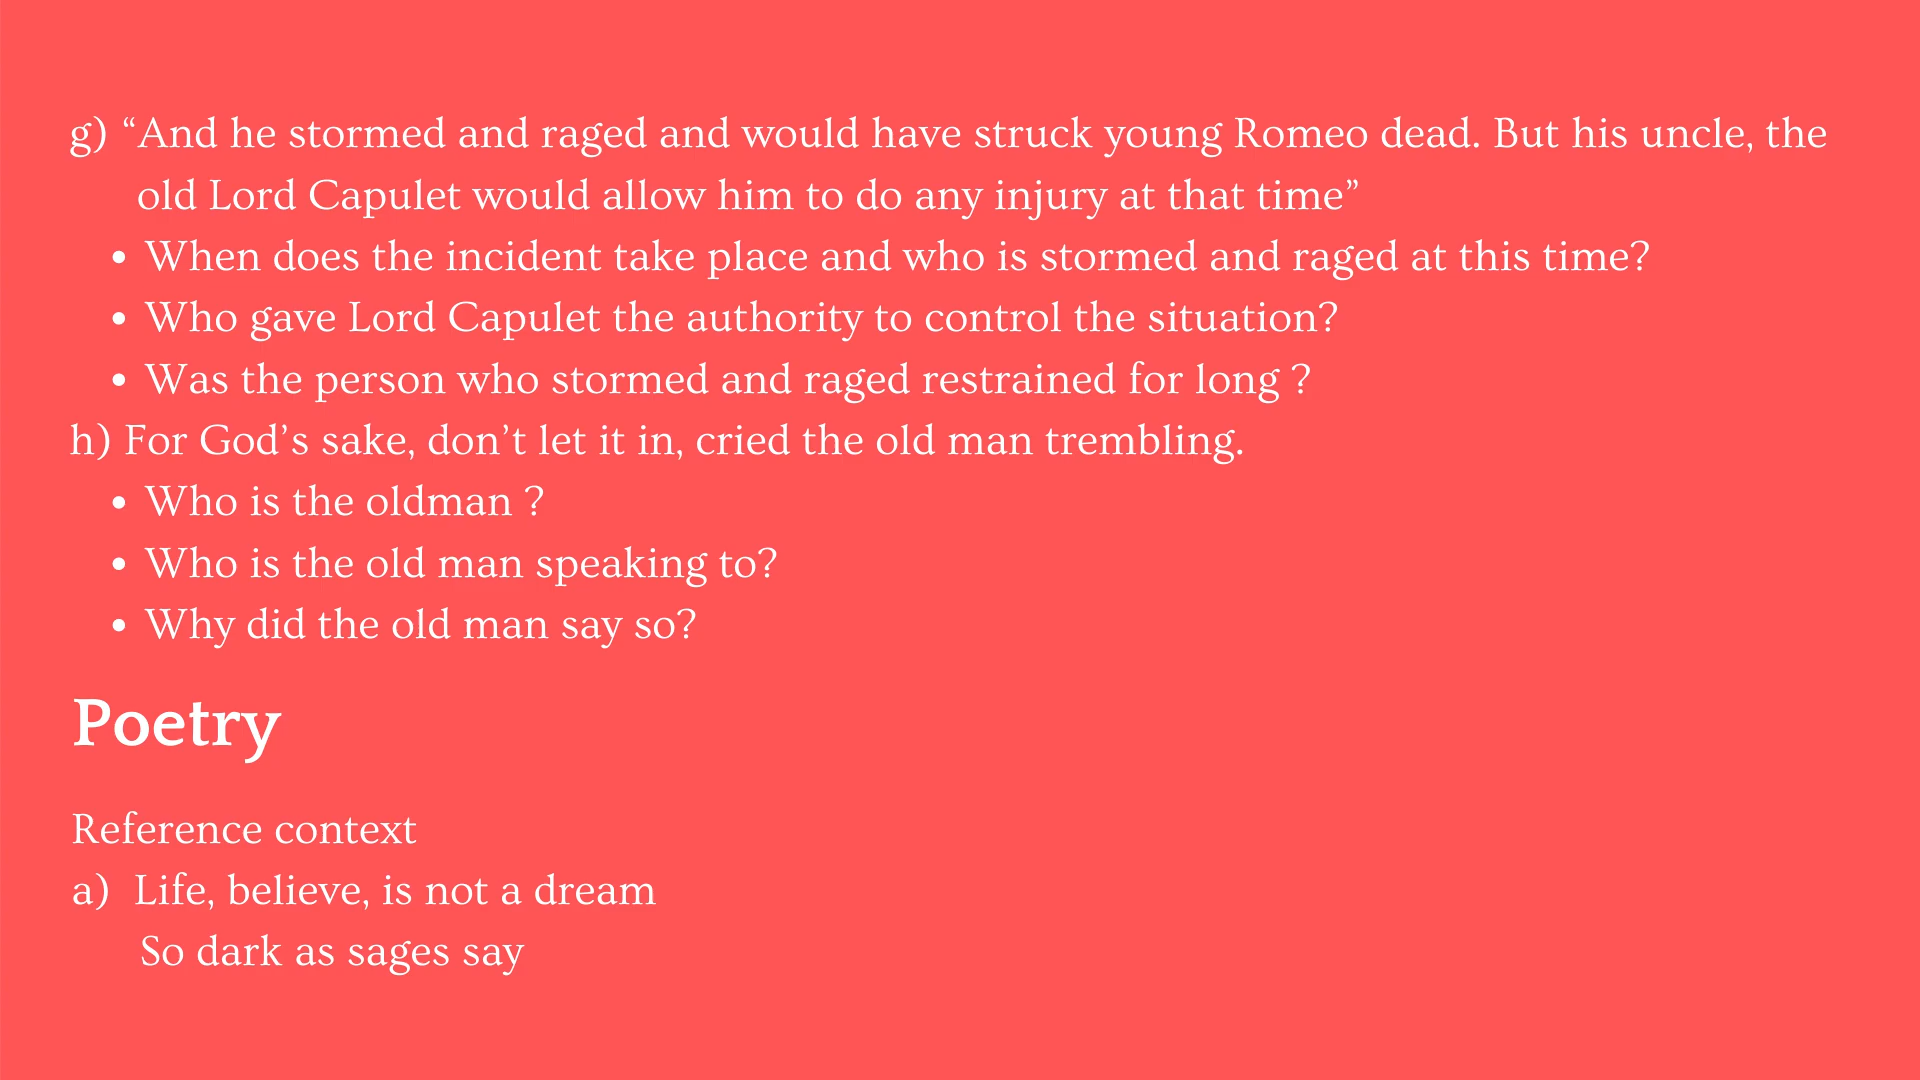 g) “And he stormed and raged and would have struck young Romeo dead. But his uncle, the
old Lord Capulet would allow him to do any injury at that time”
• When does the incident take place and who is stormed and raged at this time?
• Who gave Lord Capulet the authority to control the situation?
• Was the person who stormed and raged restrained for long ?
h) For God’s sake, don’t let it in, cried the old man trembling.
• Who is the oldman ?
• Who is the old man speaking to?
• Why did the old man say so?
Poetry
Reference context
a) Life, believe, is not a dream
So dark as sages say